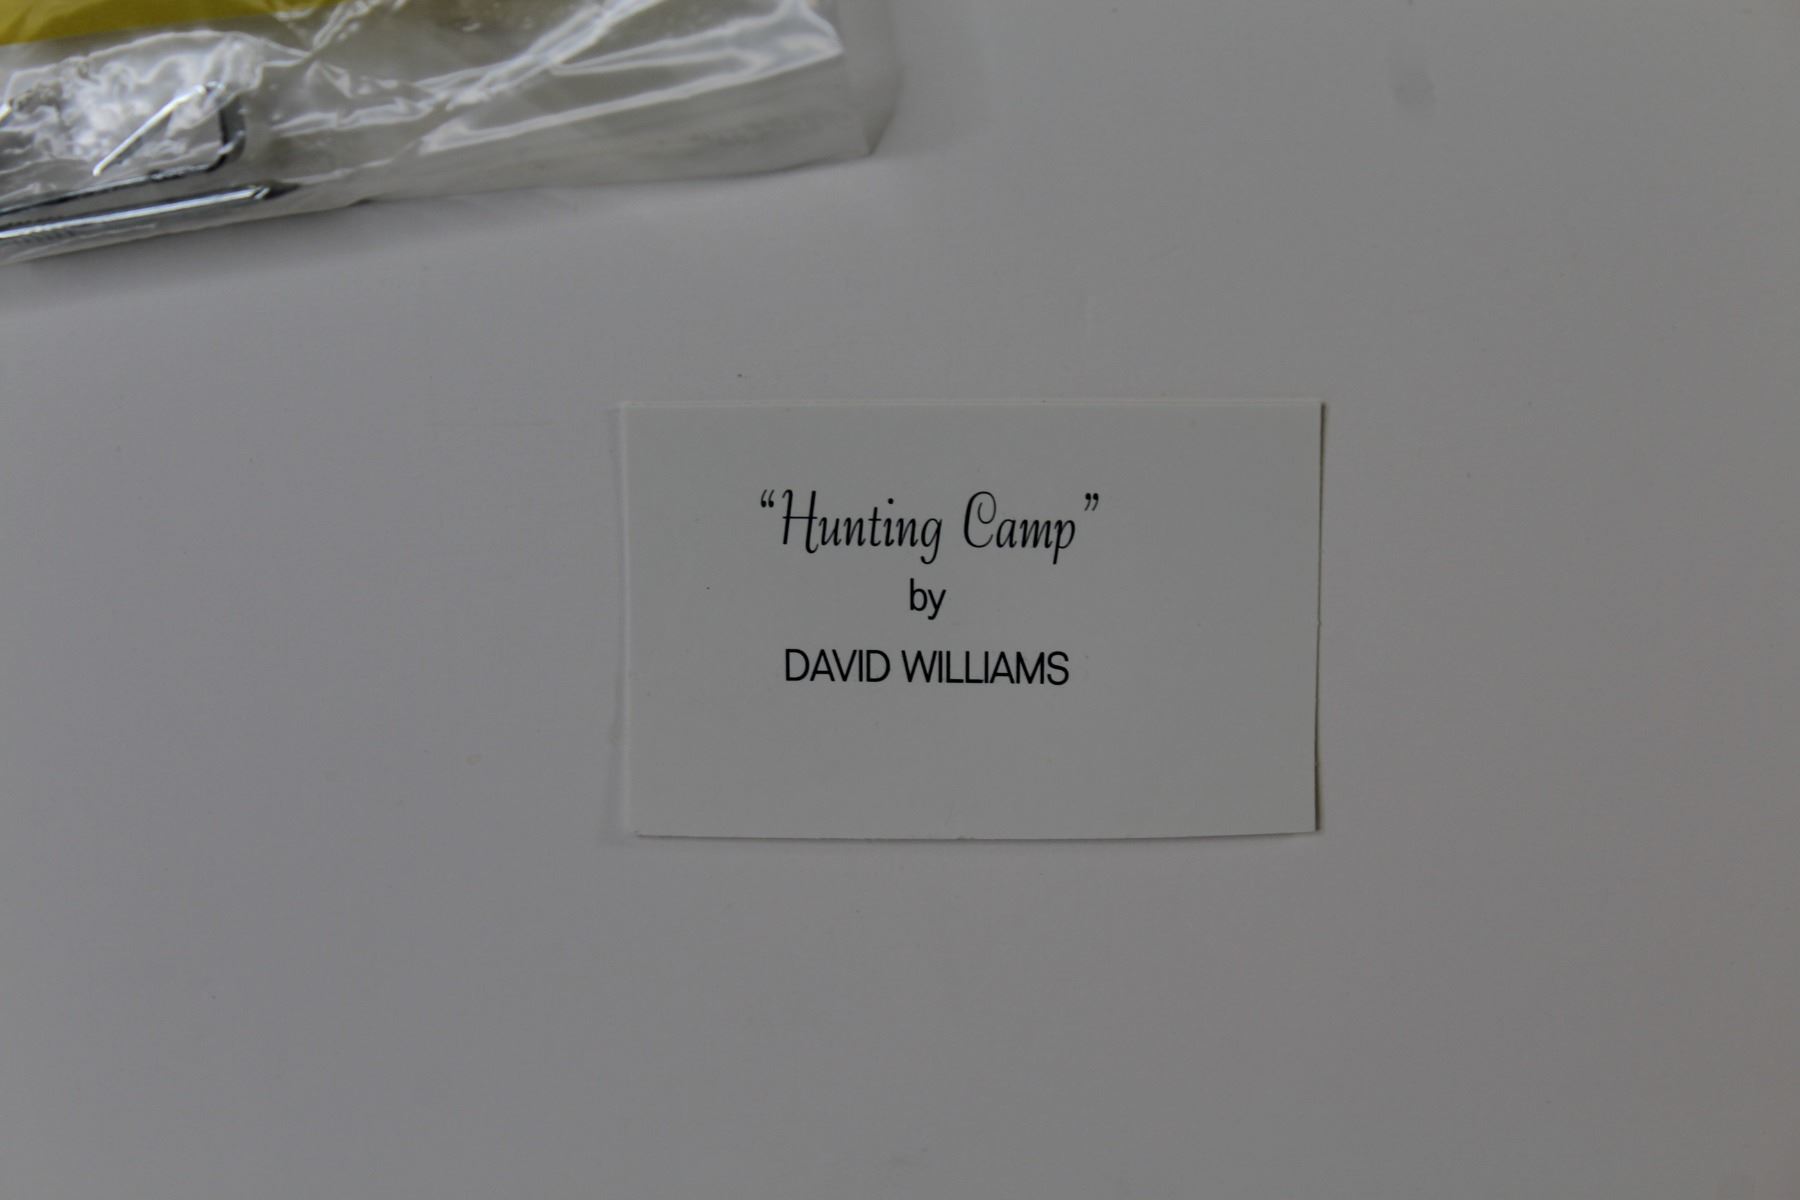 “Hunting Camp”
by
DAVID WILLIAMS